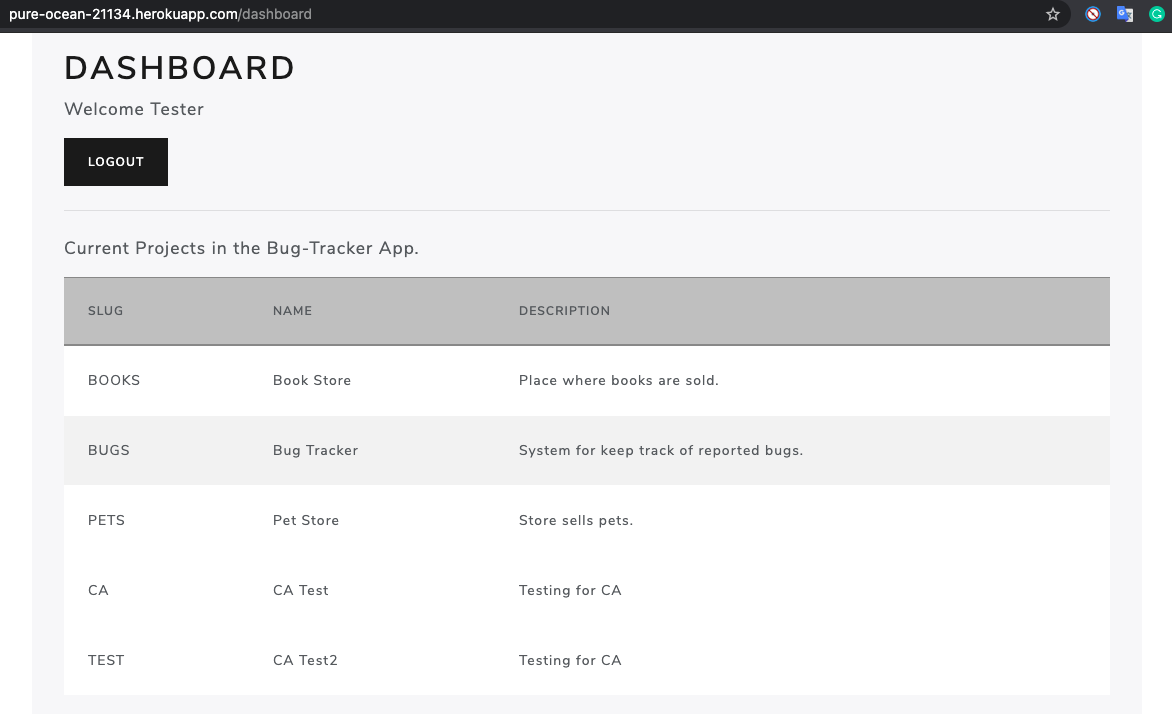 pure-ocean-21134.herokuapp.com/dashboard
DASHBOARD
Welcome Tester
LOGOUT
Current Projects in the Bug-Tracker App.
SLUG NAME DESCRIPTION
BOOKS Book Store Place where books are sold.
BUGS Bug Tracker System for keep track of reported bugs.
PETS Pet Store Store sells pets.
CA CA Test Testing for CA
TEST CA Test2 Testing for CA